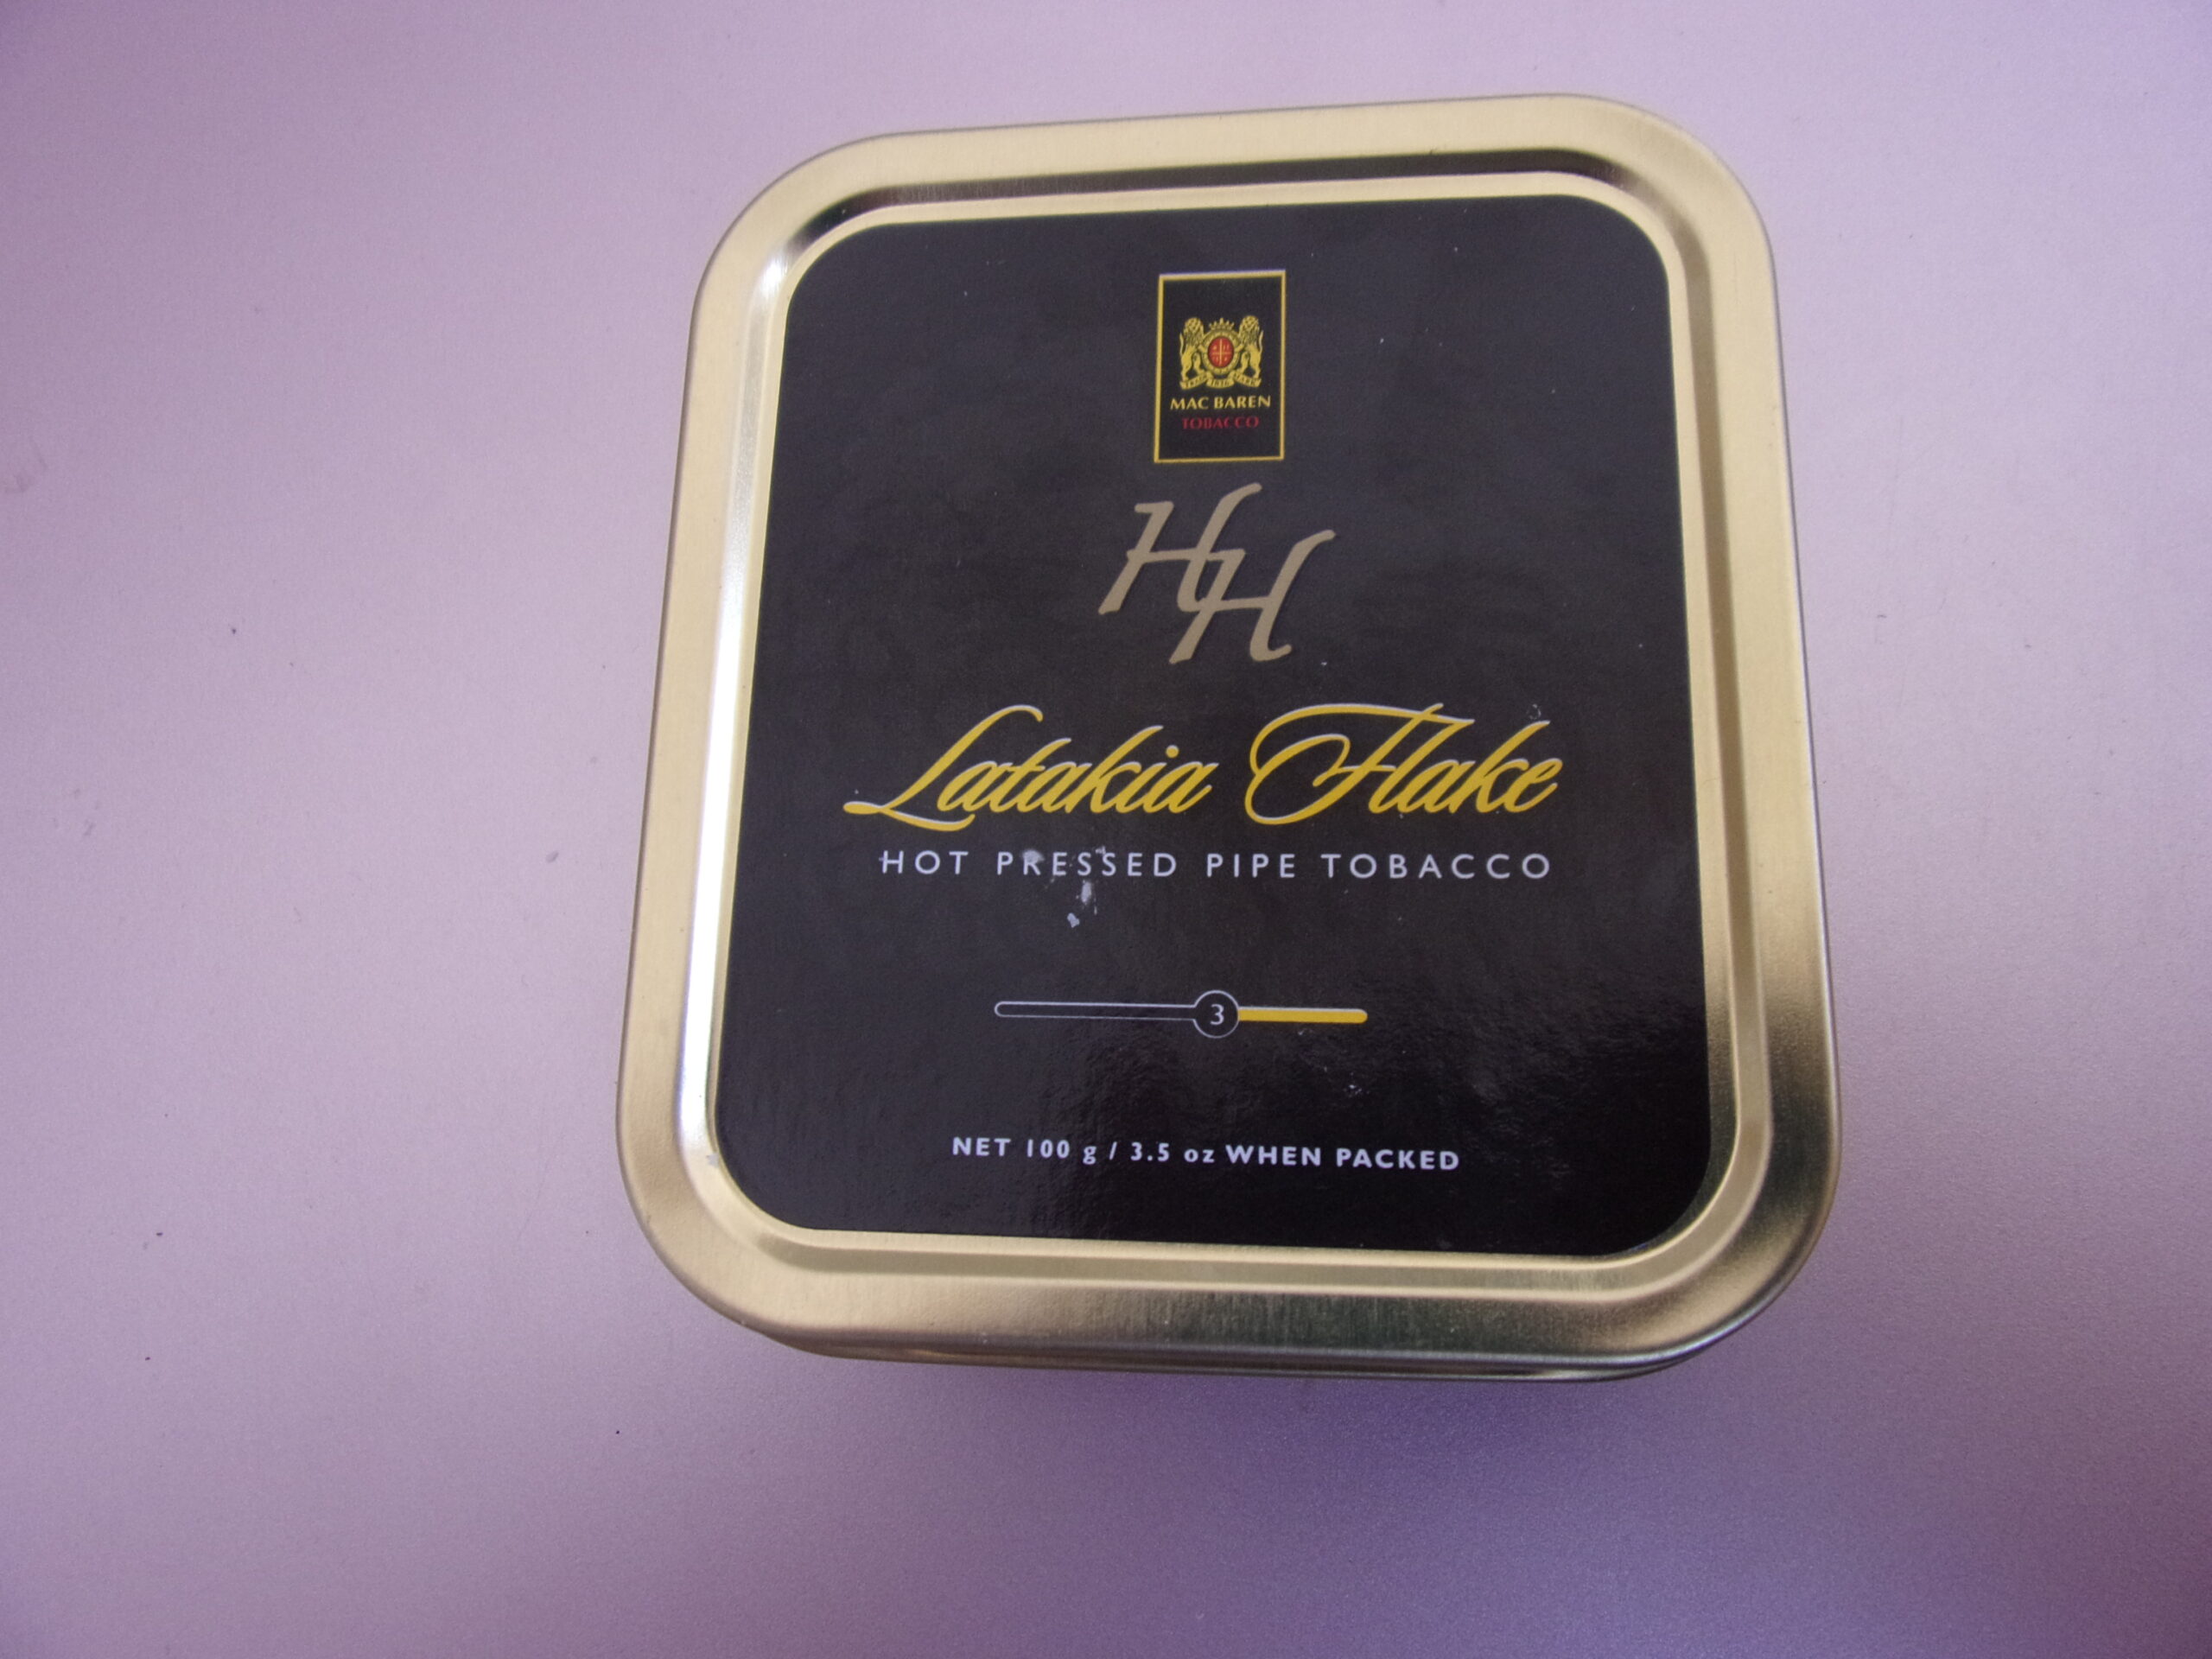 MAC BAREN
TOBACCO
HH
Latakia Flake
HOT PRESSED PIPE TOBACCO
3
NET 100 g / 3.5 oz WHEN PACKED